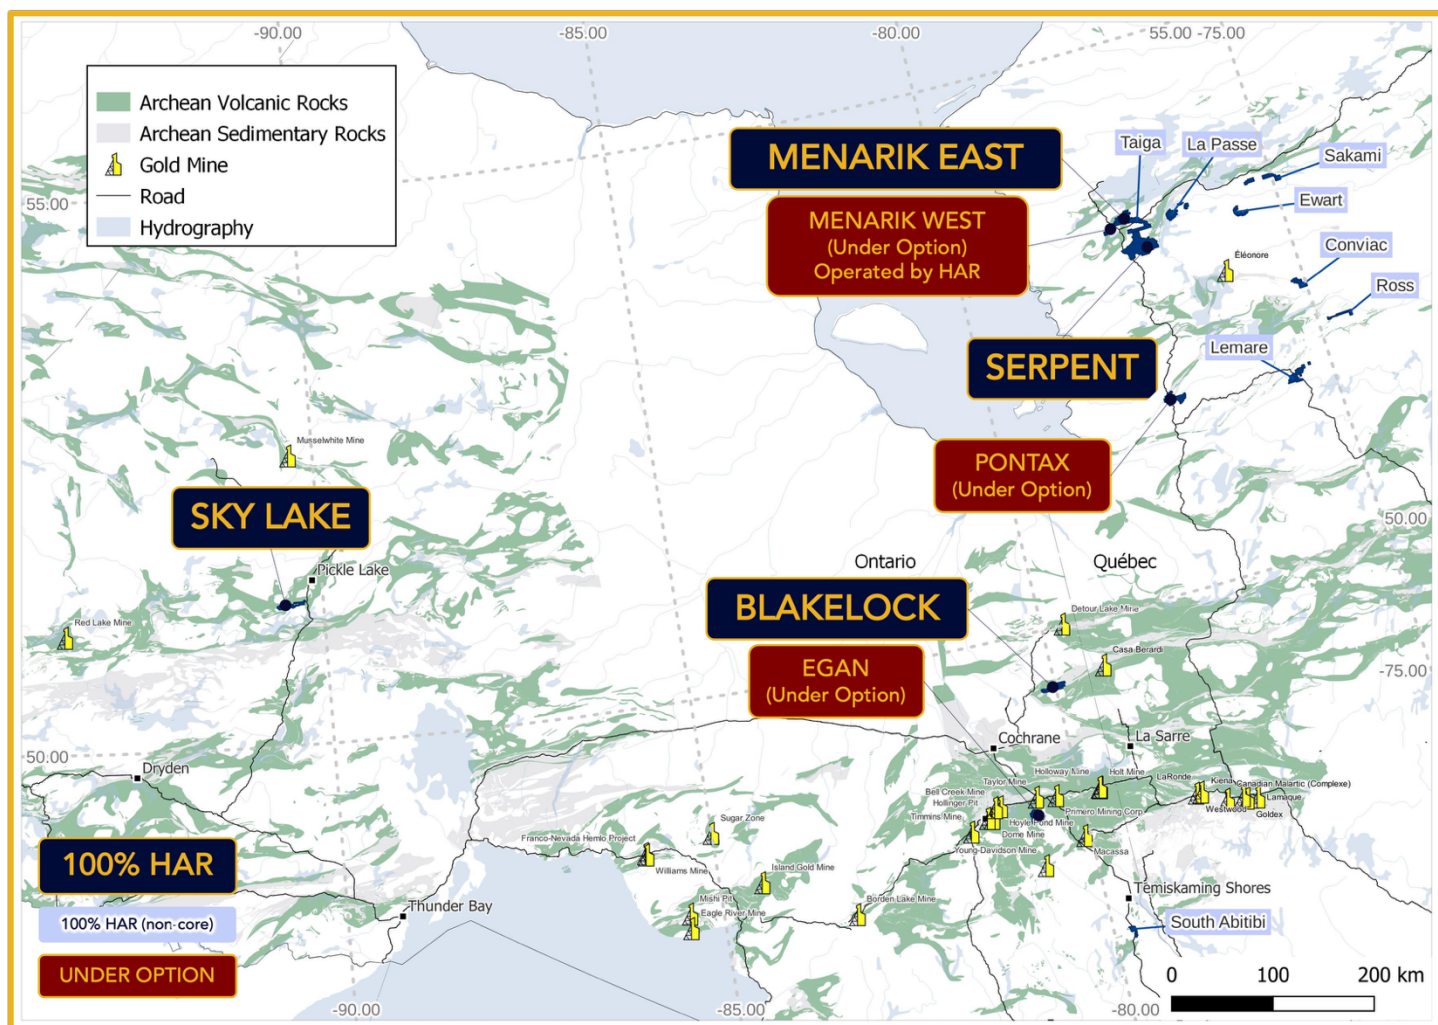 -90.00
-85.00
-80.00
55.00 -75.00
Archean Volcanic Rocks
Archean Sedimentary Rocks
Gold Mine
Road
Hydrography
55.00
MENARIK EAST
Taiga
La Passe
Sakami
MENARIK WEST
(Under Option)
Operated by HAR
Ewart
Conviac
Éléonore
Ross
SERPENT
Lemare
Musselwhite Mine
PONTAX
(Under Option)
SKY LAKE
50.00
Pickle Lake
Ontario
Québec
BLAKELOCK
Detour Lake Mine
Red Lake Mine
Casa Berardi
EGAN
(Under Option)
-75.00
50.00
Dryden
Cochrane
La Sarre
Taylor Mine
Holloway Mine
Holt Mine
LaRonde
Kiena
Canadian Malartic (Complexe)
Bell Creek Mine
Hollinger Pit
Timmins Mine
Primero Mining Corp
Westwood
Lamaque
Goldex
Hoyle Pond Mine
Dome Mine
Young-Davidson Mine
Macassa
Sugar Zone
Franco-Nevada Hemlo Project
Williams Mine
Island Gold Mine
100% HAR
Mishi Pit
Eagle River Mine
Borden Lake Mine
Temiskaming Shores
Thunder Bay
100% HAR (non-core)
South Abitibi
UNDER OPTION
0 100 200 km
-90.00
-85.00
-80.00